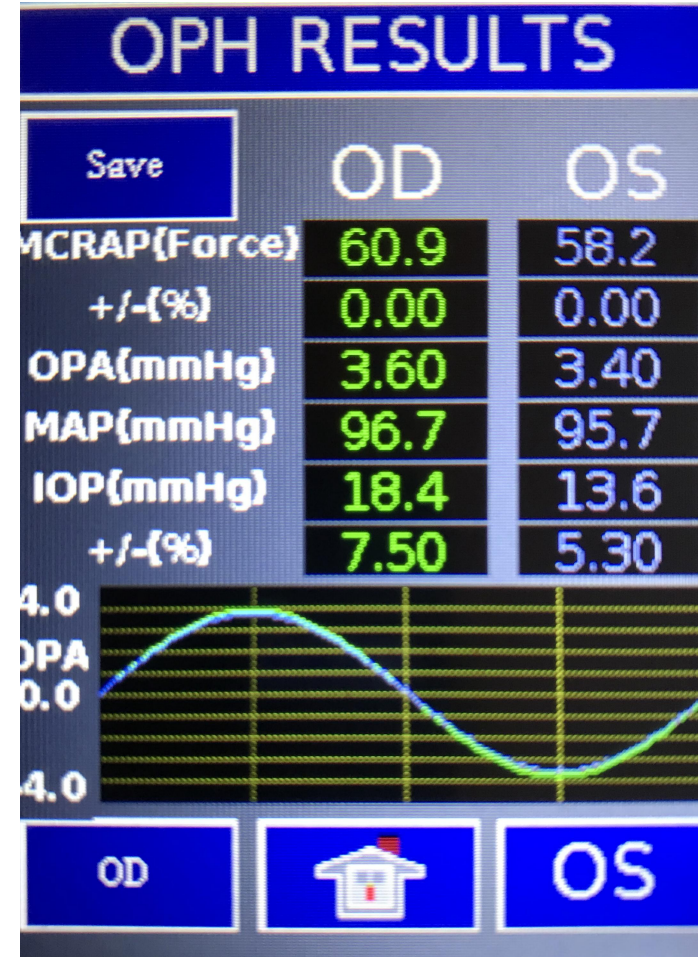 OPH RESULTS
Save OD OS
MCRAP{Force} 60.9 58.2
+/-{%} 0.00 0.00
OPA{mmHg} 3.60 3.40
MAP{mmHg} 96.7 95.7
IOP{mmHg} 18.4 13.6
+/-{%} 7.50 5.30
4.0
OPA
0.0
4.0
OD OS